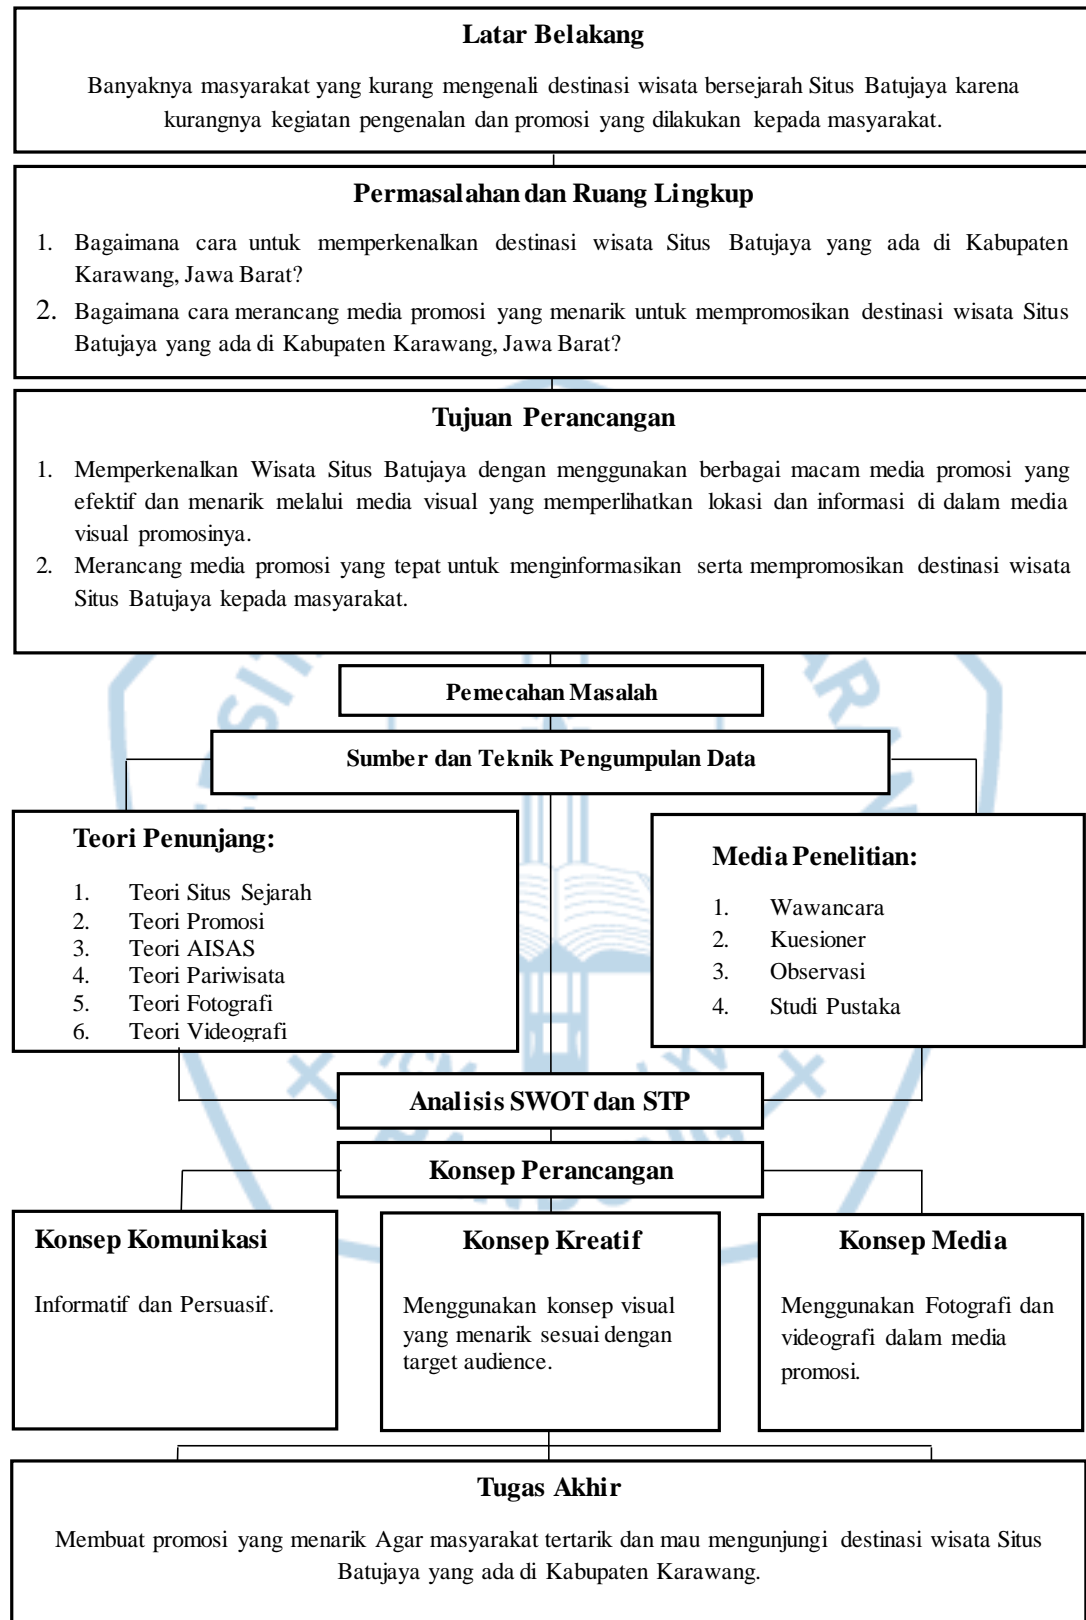 Latar Belakang
Banyaknya masyarakat yang kurang mengenali destinasi wisata bersejarah Situs Batujaya karena
kurangnya kegiatan pengenalan dan promosi yang dilakukan kepada masyarakat.
Permasalahan dan Ruang Lingkup
1. Bagaimana cara untuk memperkenalkan destinasi wisata Situs Batujaya yang ada di Kabupaten
Karawang, Jawa Barat?
2. Bagaimana cara merancang media promosi yang menarik untuk mempromosikan destinasi wisata Situs
Batujaya yang ada di Kabupaten Karawang, Jawa Barat?
Tujuan Perancangan
1. Memperkenalkan Wisata Situs Batujaya dengan menggunakan berbagai macam media promosi yang
efektif dan menarik melalui media visual yang memperlihatkan lokasi dan informasi di dalam media
visual promosinya.
2. Merancang media promosi yang tepat untuk menginformasikan serta mempromosikan destinasi wisata
Situs Batujaya kepada masyarakat.
Pemecahan Masalah
Sumber dan Teknik Pengumpulan Data
Teori Penunjang:
1. Teori Situs Sejarah
2. Teori Promosi
3. Teori AISAS
4. Teori Pariwisata
5. Teori Fotografi
6. Teori Videografi
Media Penelitian:
1. Wawancara
2. Kuesioner
3. Observasi
4. Studi Pustaka
Analisis SWOT dan STP
Konsep Perancangan
Konsep Komunikasi
Informatif dan Persuasif.
Konsep Kreatif
Menggunakan konsep visual
yang menarik sesuai dengan
target audience.
Konsep Media
Menggunakan Fotografi dan
videografi dalam media
promosi.
Tugas Akhir
Membuat promosi yang menarik Agar masyarakat tertarik dan mau mengunjungi destinasi wisata Situs
Batujaya yang ada di Kabupaten Karawang.